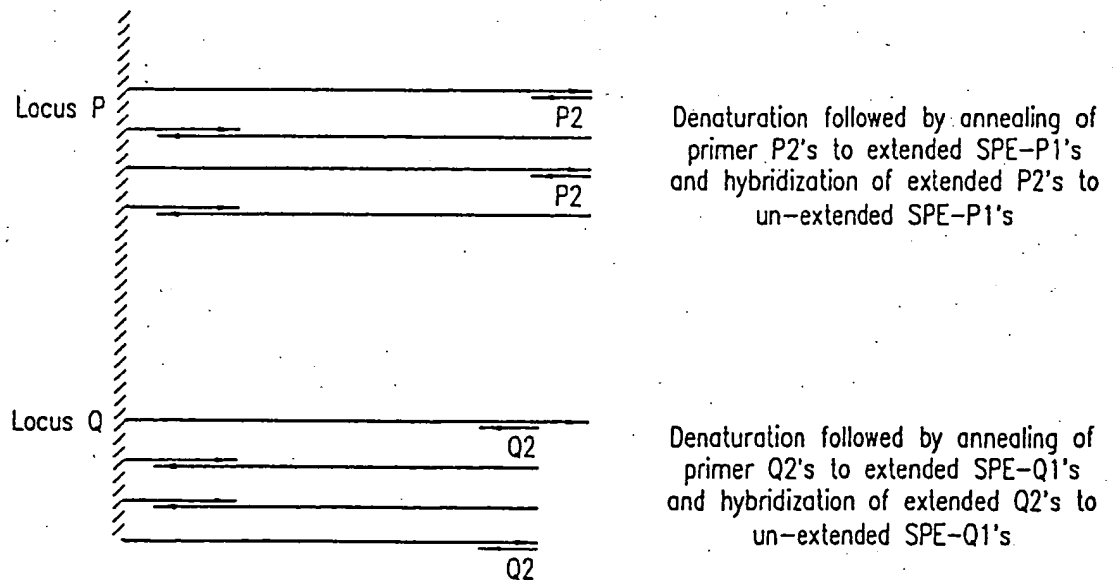 Locus P
P2
P2
Denaturation followed by annealing of
primer P2's to extended SPE-P1's
and hybridization of extended P2's to
un-extended SPE-P1's
Locus Q
Q2
Q2
Denaturation followed by annealing of
primer Q2's to extended SPE-Q1's
and hybridization of extended Q2's to
un-extended SPE-Q1's